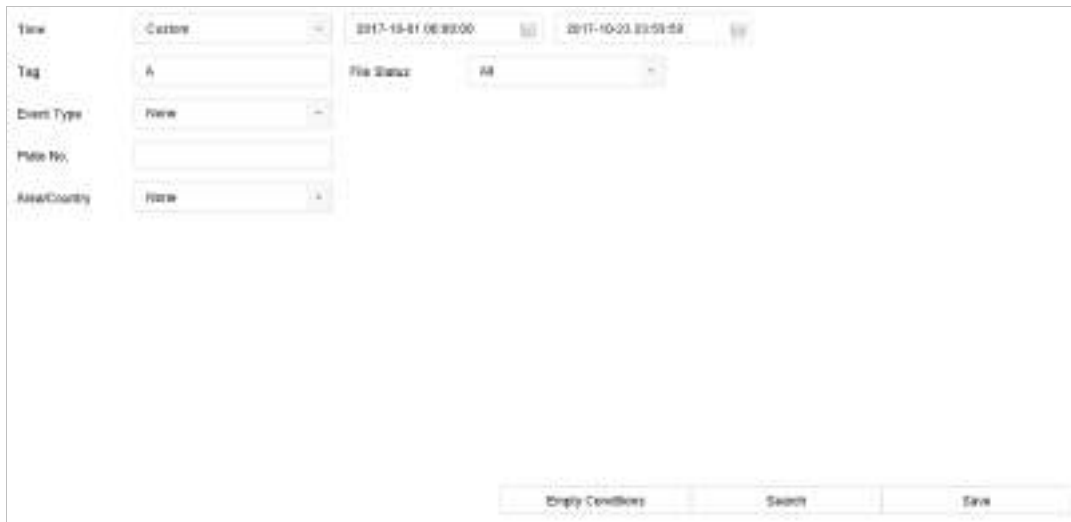 Time Custom 2017-10-01 00:00:00 2017-10-23 23:59:59
Tag A File Status All
Event Type None
Plate No.
Area/Country None
Empty Conditions Search Save